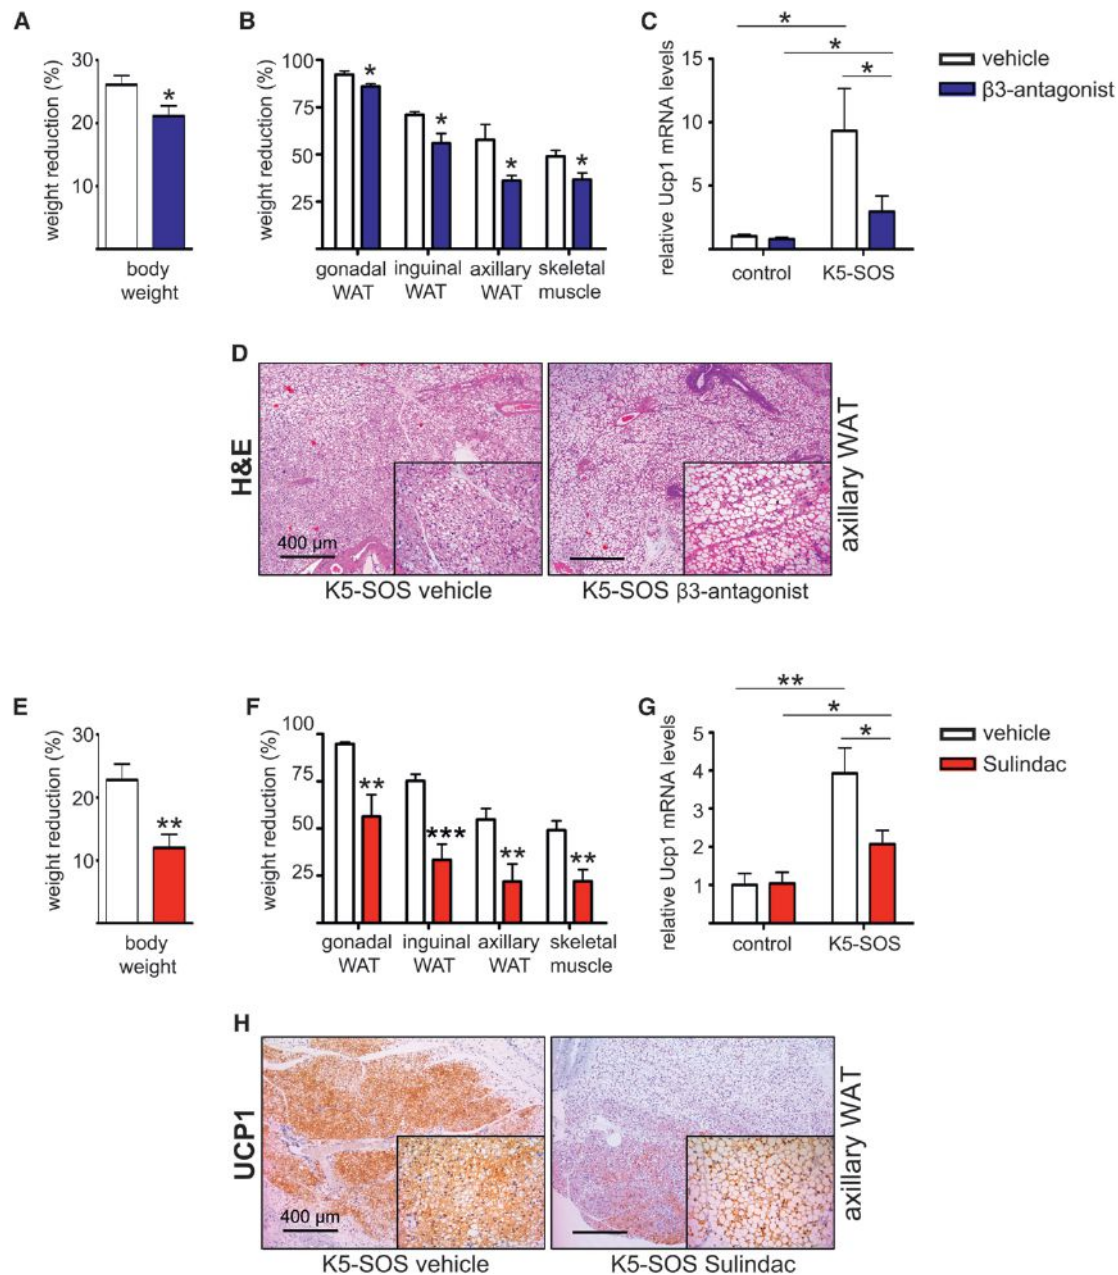 A
weight reduction (%)
30
20
10
*
body
weight
B
weight reduction (%)
100
75
50
25
*
*
*
*
gonadal
WAT
inguinal
WAT
axillary
WAT
skeletal
muscle
C
relative Ucp1 mRNA levels
15
10
5
*
*
*
control
K5-SOS
vehicle
β3-antagonist
D
H&E
400 µm
K5-SOS vehicle
K5-SOS β3-antagonist
axillary WAT
E
weight reduction (%)
30
20
10
**
body
weight
F
weight reduction (%)
100
75
50
25
**
***
**
**
gonadal
WAT
inguinal
WAT
axillary
WAT
skeletal
muscle
G
relative Ucp1 mRNA levels
5
4
3
2
1
**
*
*
control
K5-SOS
vehicle
Sulindac
H
UCP1
400 µm
K5-SOS vehicle
K5-SOS Sulindac
axillary WAT